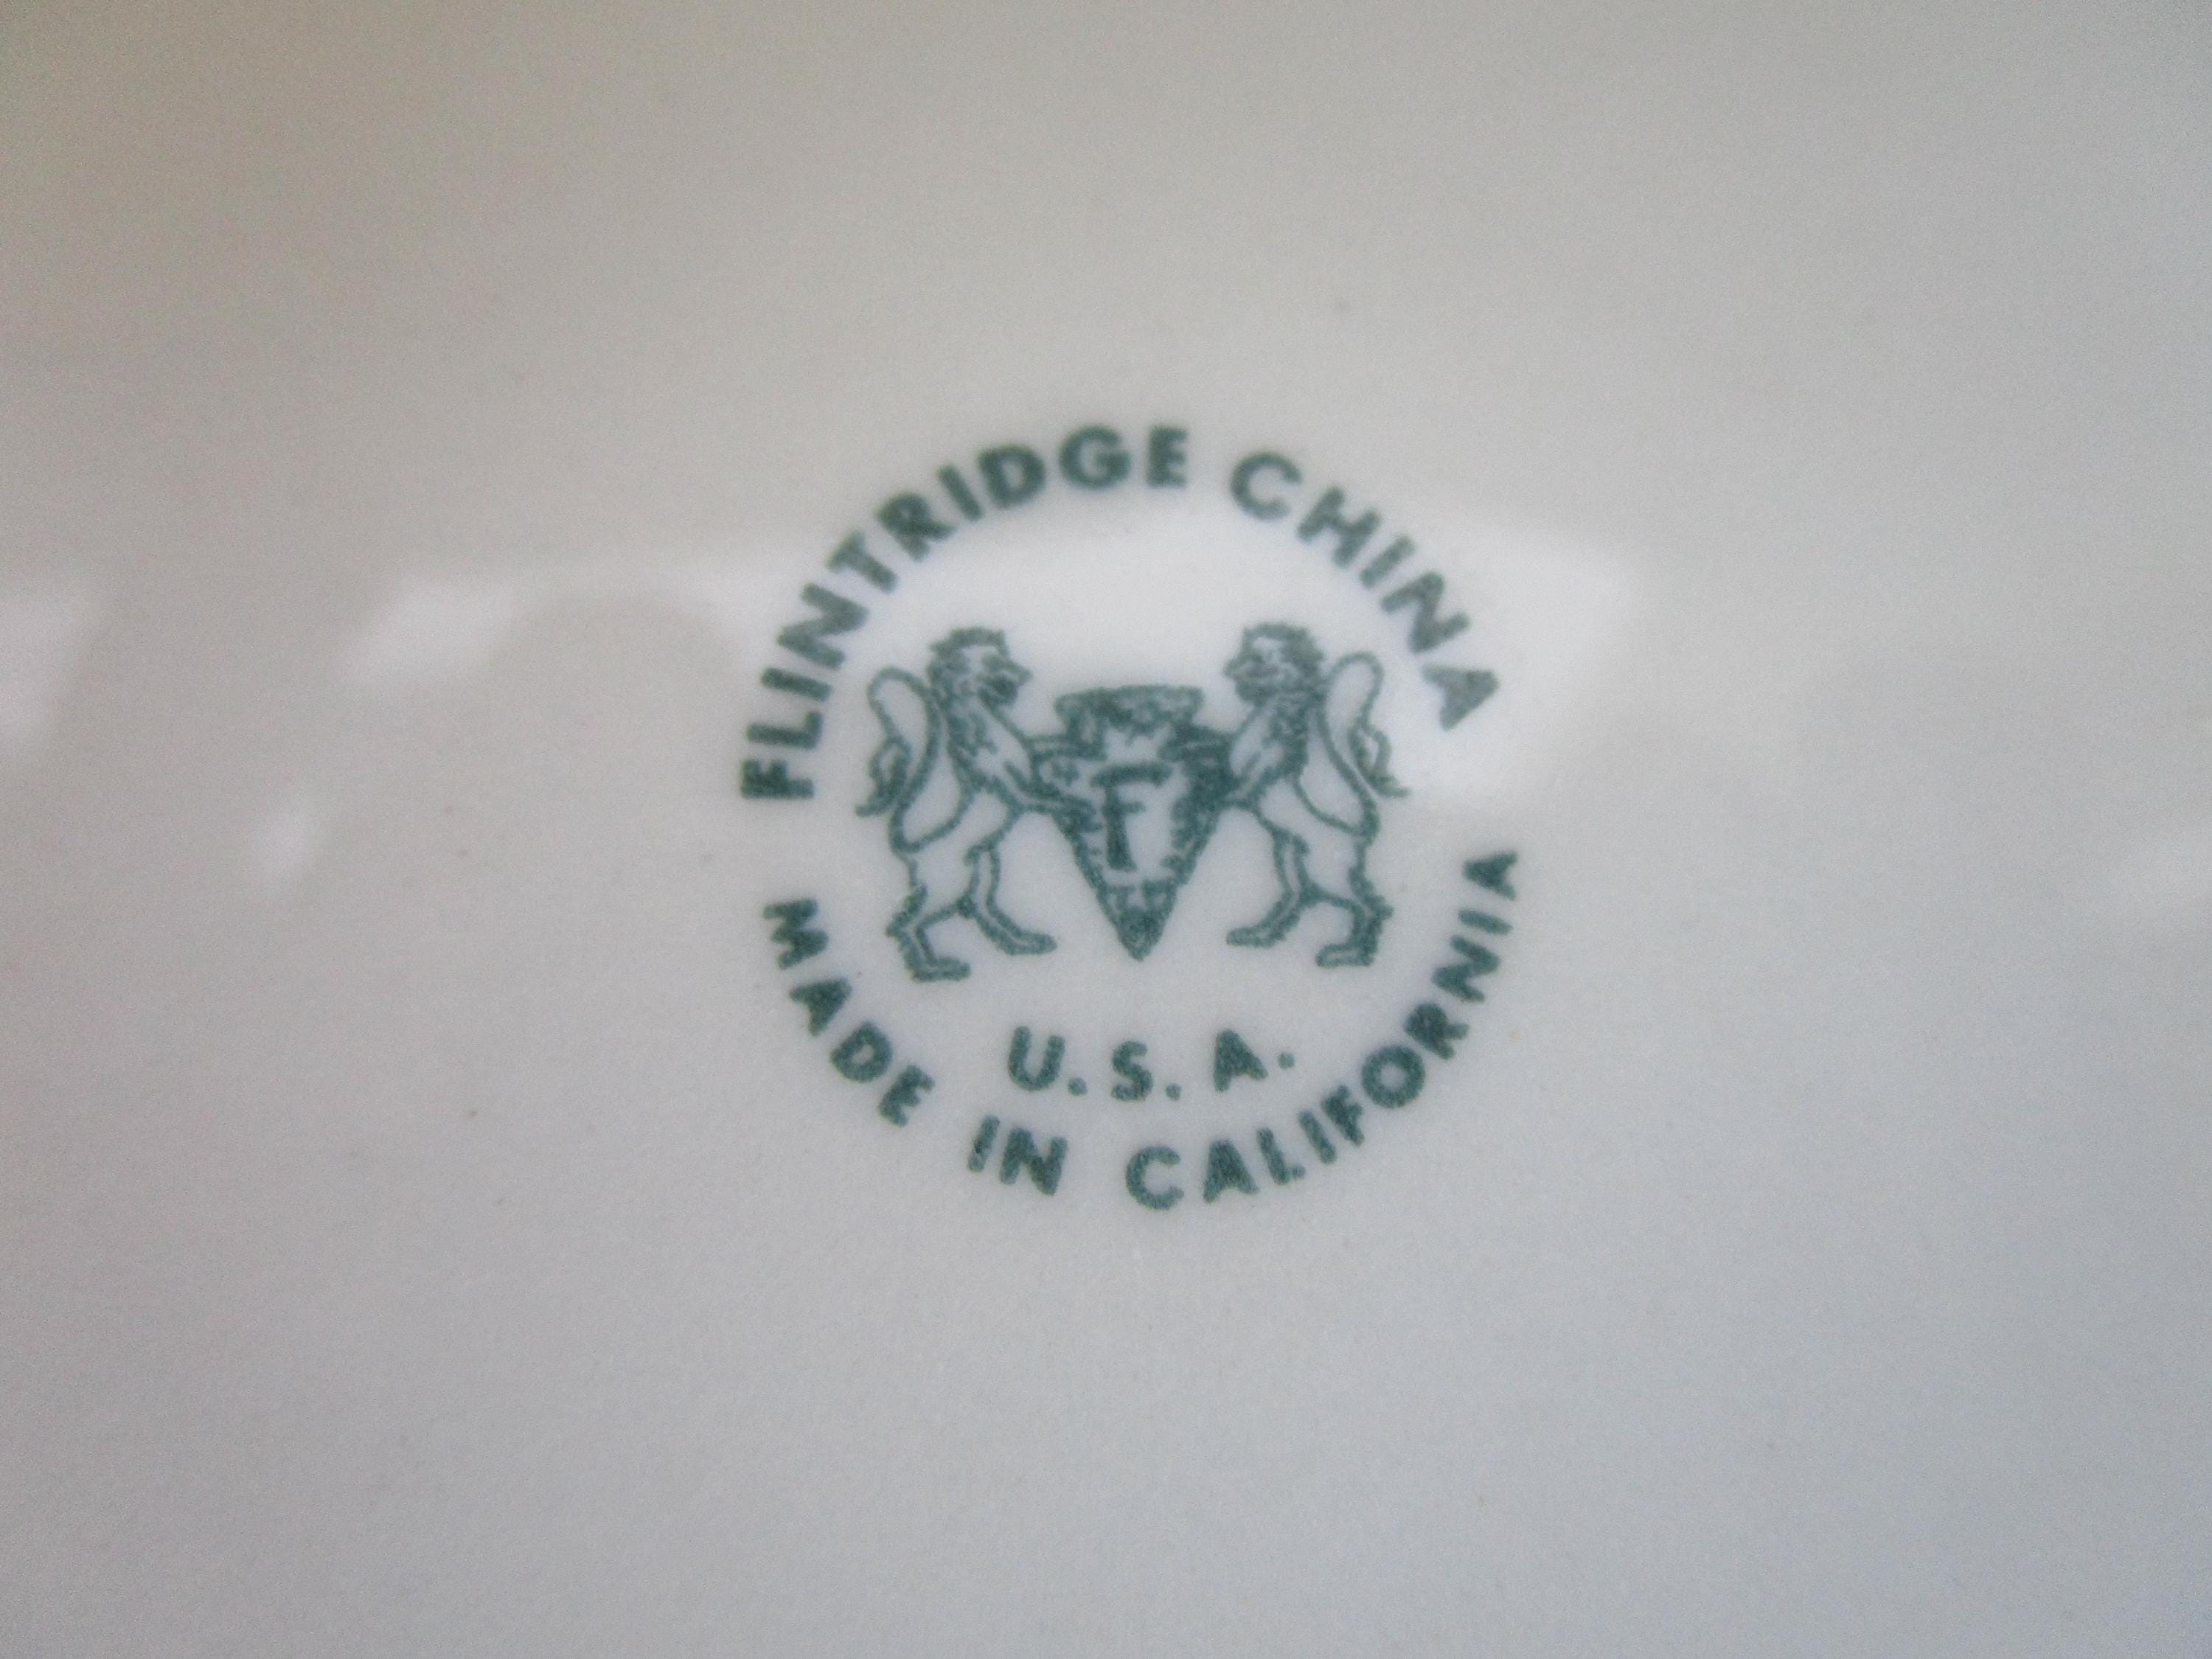 FLINTRIDGE CHINA
F
U.S.A.
MADE IN CALIFORNIA